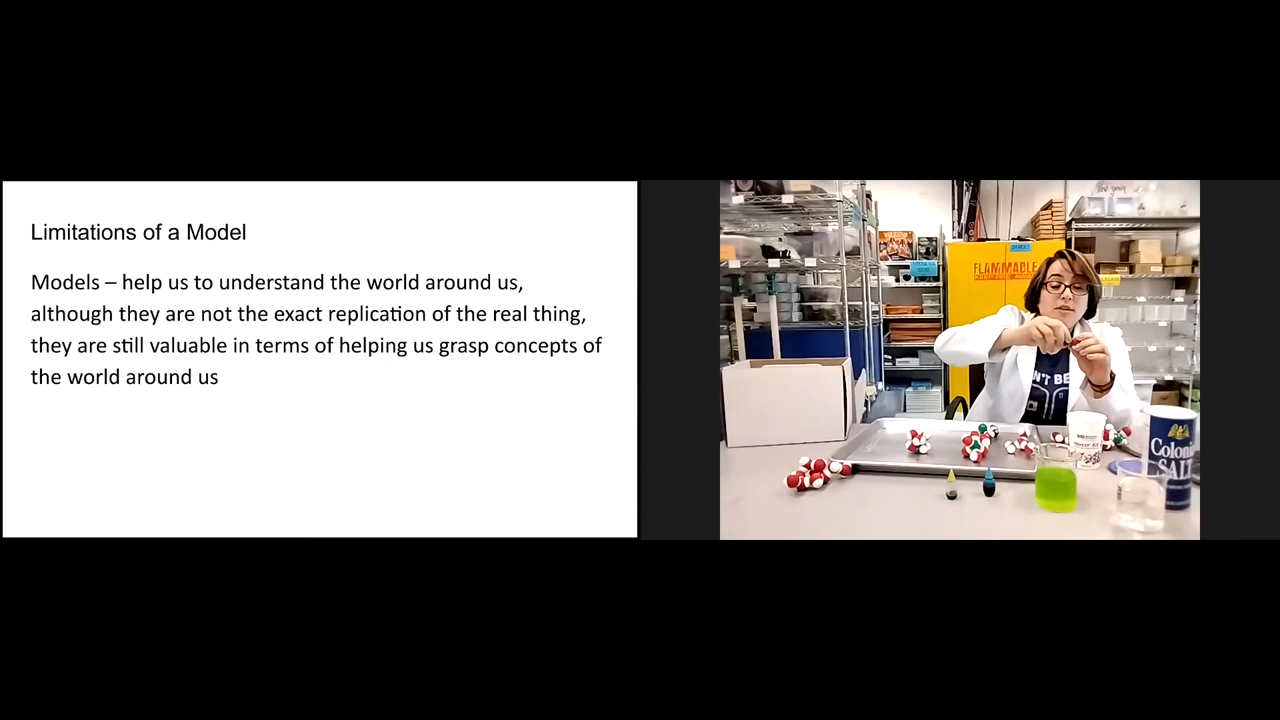 Limitations of a Model
Models – help us to understand the world around us,
although they are not the exact replication of the real thing,
they are still valuable in terms of helping us grasp concepts of
the world around us
FLAMMABLE
SALT